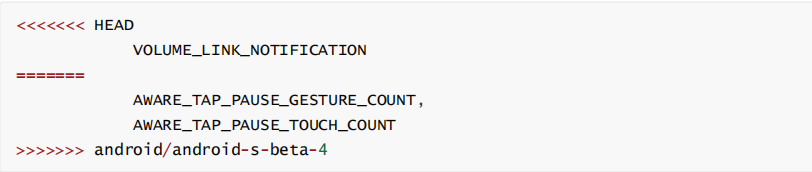 <<<<<<< HEAD
            VOLUME_LINK_NOTIFICATION
=======
            AWARE_TAP_PAUSE_GESTURE_COUNT,
            AWARE_TAP_PAUSE_TOUCH_COUNT
>>>>>>> android/android-s-beta-4